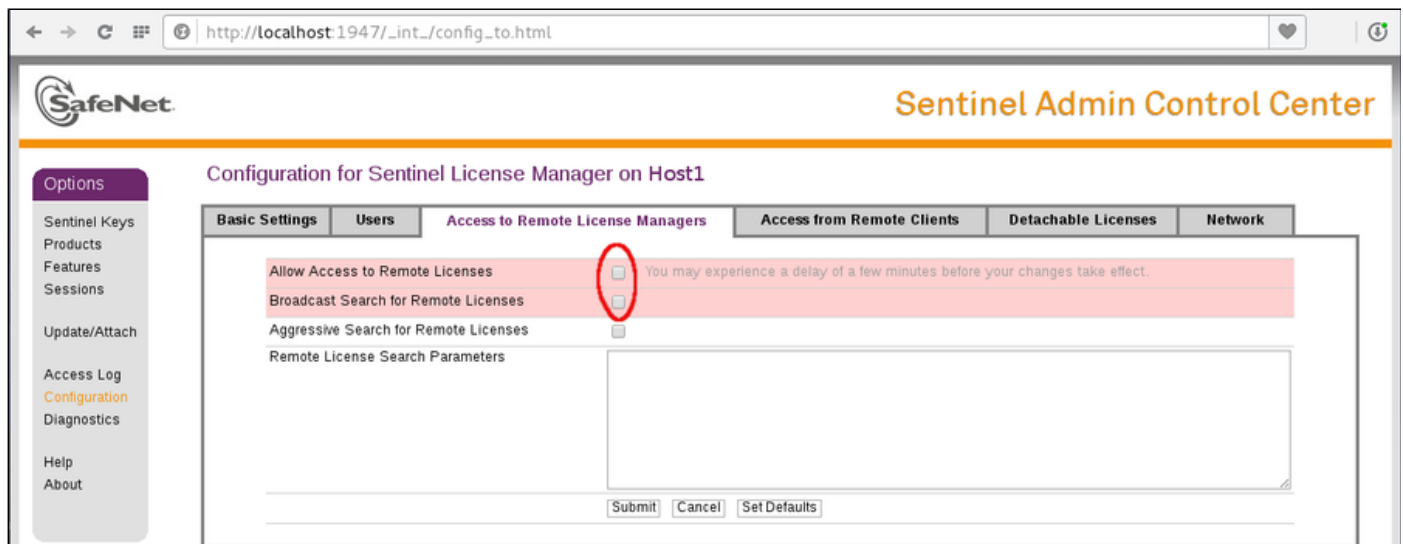 http://localhost:1947/_int_/config_to.html
SafeNet.
Sentinel Admin Control Center
Options
Sentinel Keys
Products
Features
Sessions
Update/Attach
Access Log
Configuration
Diagnostics
Help
About
Configuration for Sentinel License Manager on Host1
Basic Settings
Users
Access to Remote License Managers
Access from Remote Clients
Detachable Licenses
Network
Allow Access to Remote Licenses
You may experience a delay of a few minutes before your changes take effect.
Broadcast Search for Remote Licenses
Aggressive Search for Remote Licenses
Remote License Search Parameters
Submit
Cancel
Set Defaults